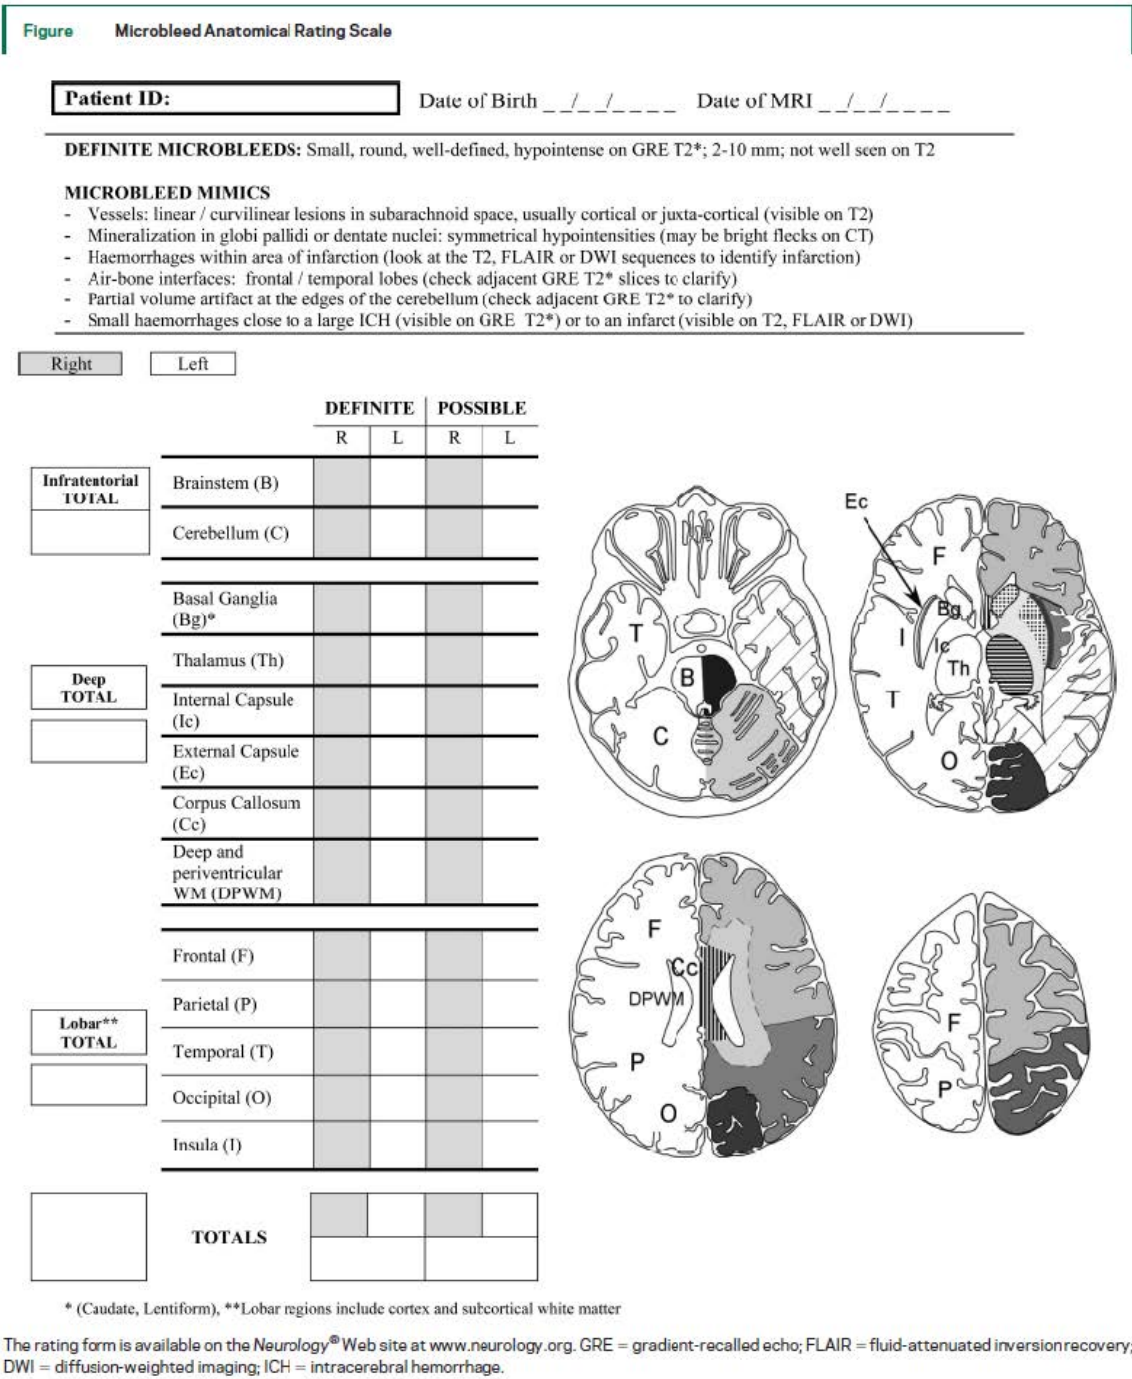 Figure Microbleed Anatomical Rating Scale
Patient ID: Date of Birth _ _/_ _/_ _ _ _ Date of MRI _ _/_ _/_ _ _ _
DEFINITE MICROBLEEDS: Small, round, well-defined, hypointense on GRE T2*; 2-10 mm; not well seen on T2
MICROBLEED MIMICS
- Vessels: linear / curvilinear lesions in subarachnoid space, usually cortical or juxta-cortical (visible on T2)
- Mineralization in globi pallidi or dentate nuclei: symmetrical hypointensities (may be bright flecks on CT)
- Haemorrhages within area of infarction (look at the T2, FLAIR or DWI sequences to identify infarction)
- Air-bone interfaces: frontal / temporal lobes (check adjacent GRE T2* slices to clarify)
- Partial volume artifact at the edges of the cerebellum (check adjacent GRE T2* to clarify)
- Small haemorrhages close to a large ICH (visible on GRE T2*) or to an infarct (visible on T2, FLAIR or DWI)
Right Left
DEFINITE POSSIBLE
R L R L
Infratentorial
TOTAL
Brainstem (B)
Cerebellum (C)
Deep
TOTAL
Basal Ganglia
(Bg)*
Thalamus (Th)
Internal Capsule
(Ic)
External Capsule
(Ec)
Corpus Callosum
(Cc)
Deep and
periventricular
WM (DPWM)
Lobar**
TOTAL
Frontal (F)
Parietal (P)
Temporal (T)
Occipital (O)
Insula (I)
TOTALS
T
B
C
Ec
F
Bg
I
Ic
Th
T
O
F
Cc
DPWM
P
O
F
P
* (Caudate, Lentiform), **Lobar regions include cortex and subcortical white matter
The rating form is available on the Neurology® Web site at www.neurology.org. GRE = gradient-recalled echo; FLAIR = fluid-attenuated inversion recovery;
DWI = diffusion-weighted imaging; ICH = intracerebral hemorrhage.